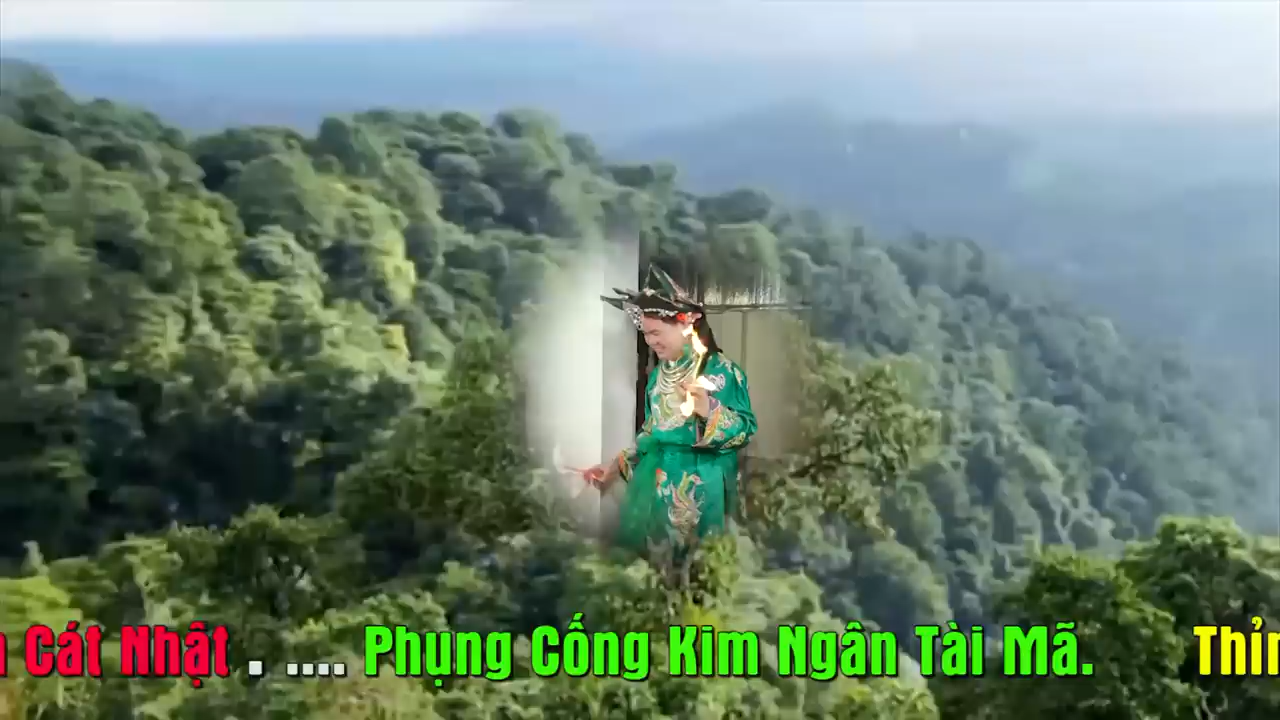 Cát Nhật . .... Phụng Cống Kim Ngân Tài Mã.